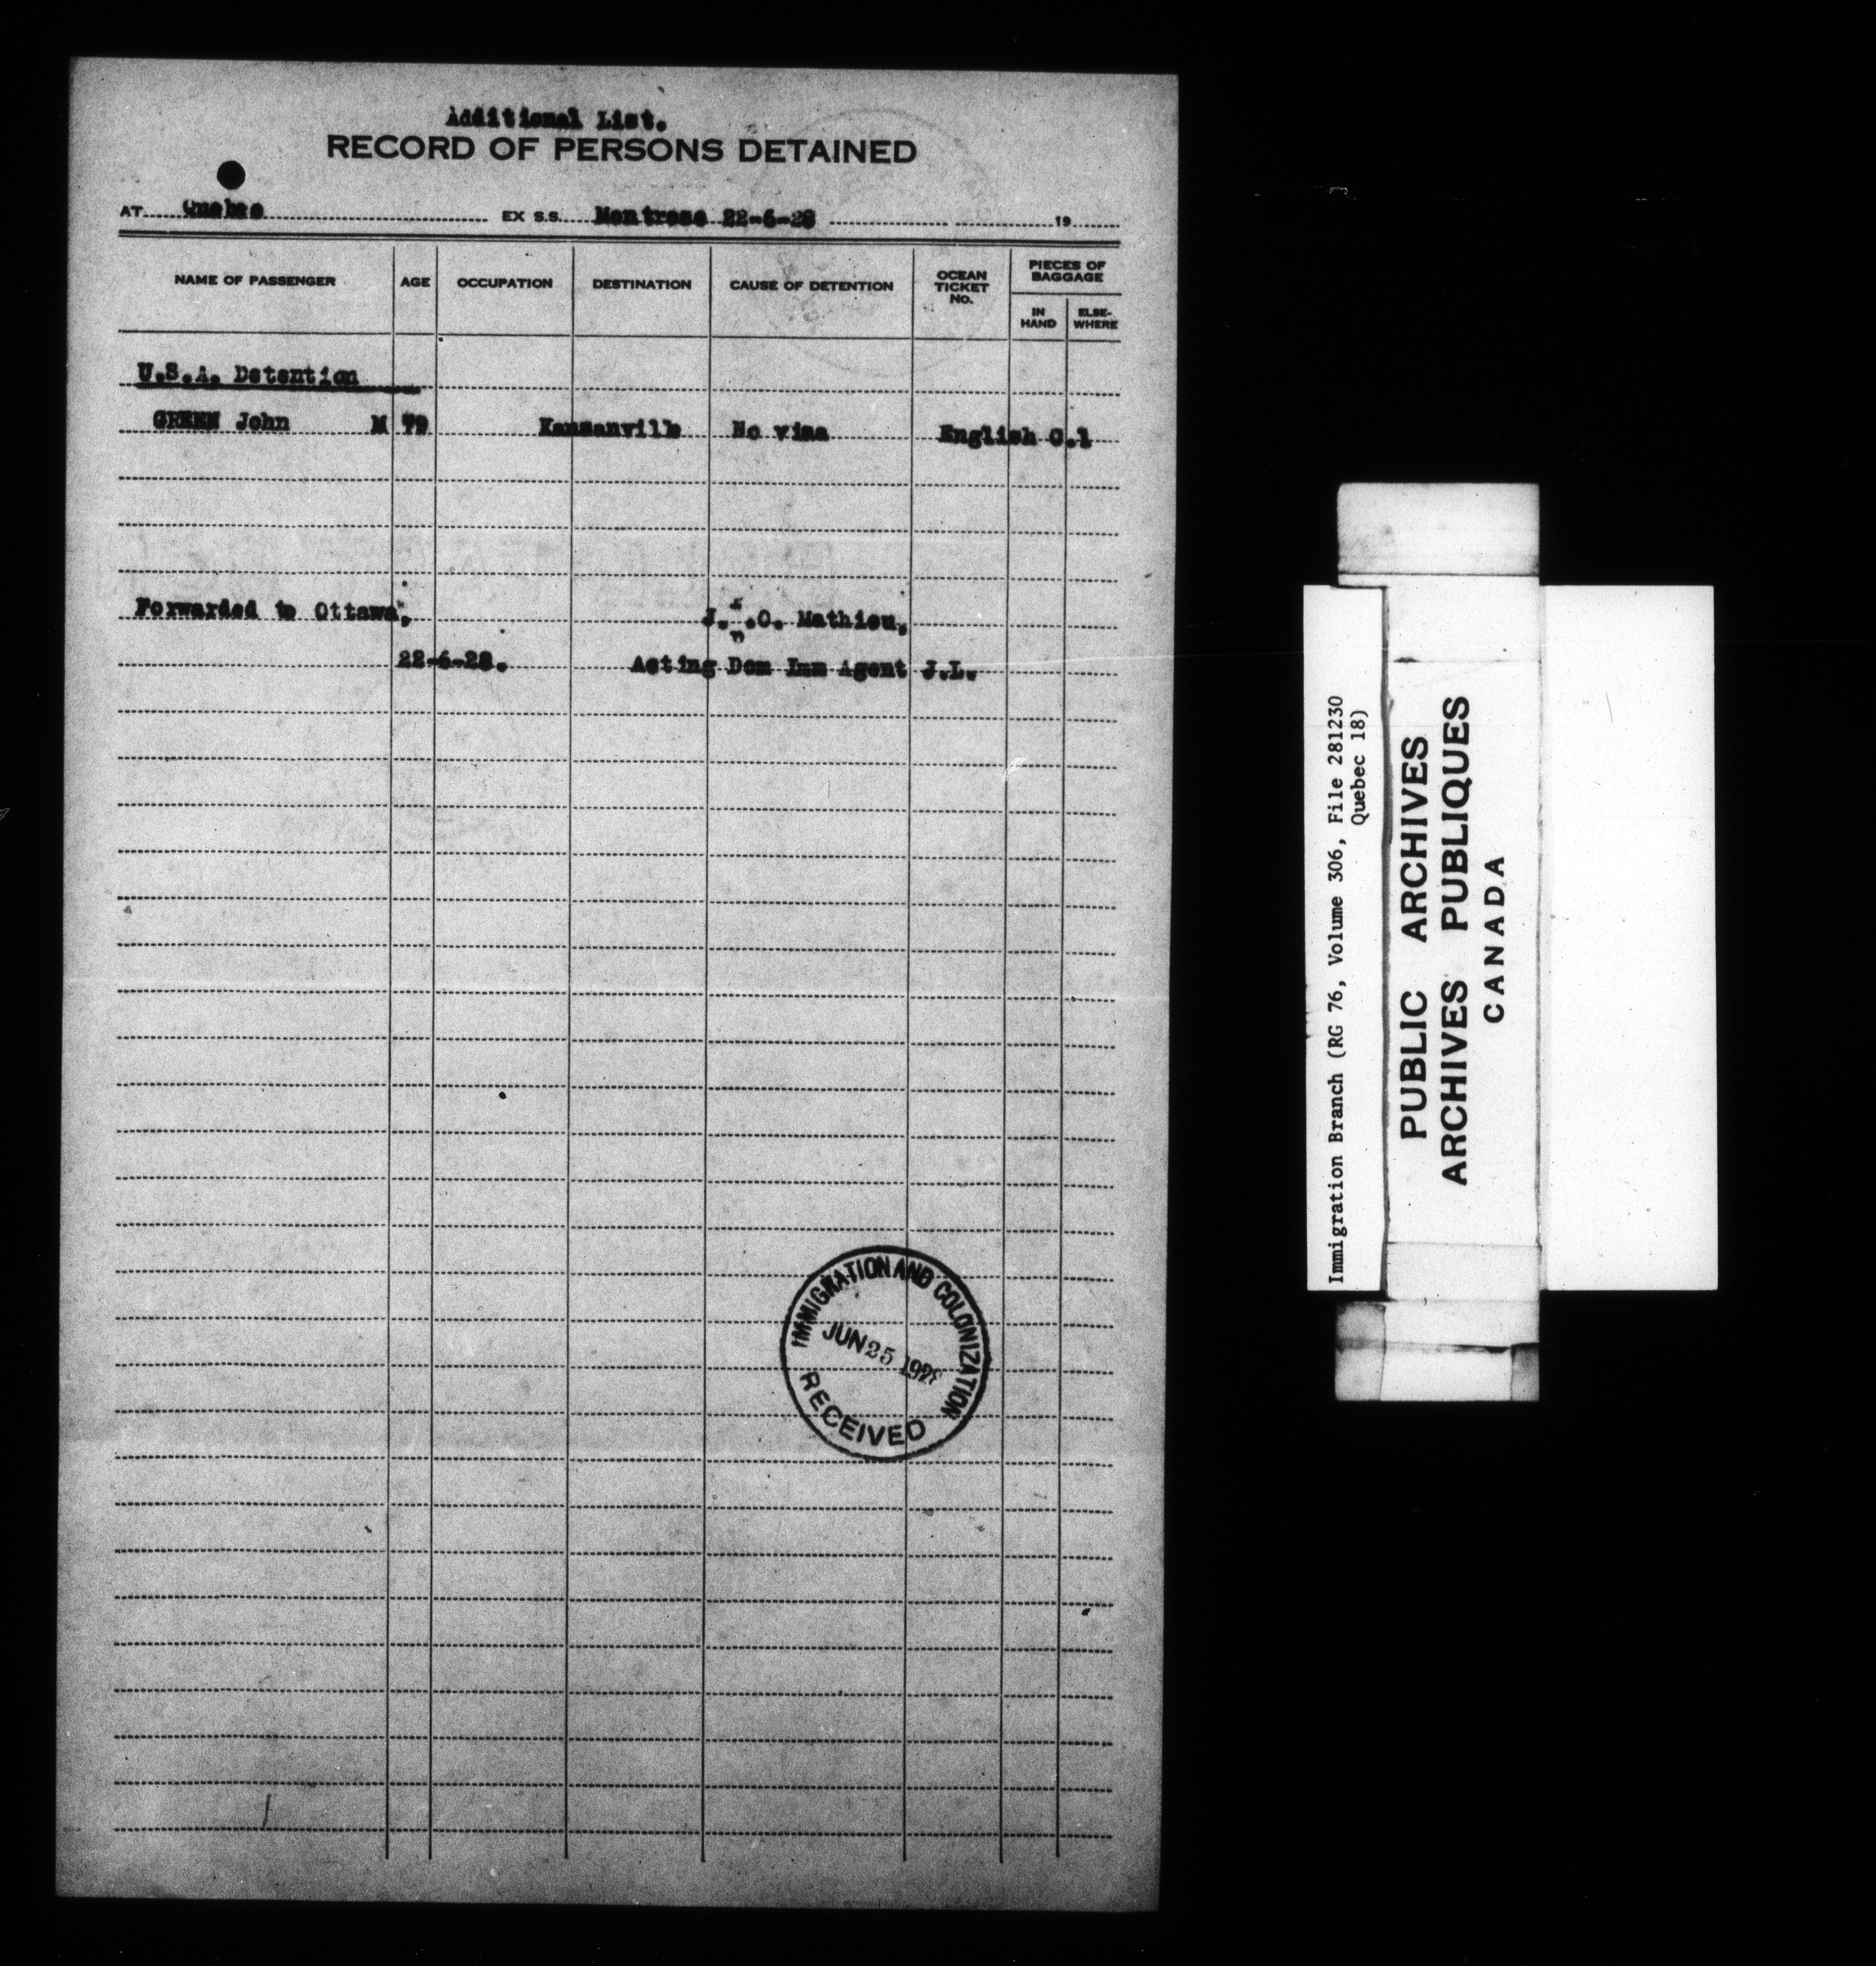 Additional List.
RECORD OF PERSONS DETAINED
AT Quebec EX S.S. Montrose 22-6-28 19
NAME OF PASSENGER AGE OCCUPATION DESTINATION CAUSE OF DETENTION OCEAN TICKET No. PIECES OF BAGGAGE
IN HAND ELSE-WHERE
U.S.A. Detention
GREEN John M 79 Kansanville No visa English C.1
Forwarded to Ottawa,
J. .O. Mathieu,
22-6-28. Acting Dom Imm Agent J.L.
IMMIGRATION AND COLONIZATION
JUN 25 1928
RECEIVED
Immigration Branch (RG 76, Volume 306, File 281230
Quebec 18)
PUBLIC ARCHIVES
ARCHIVES PUBLIQUES
CANADA